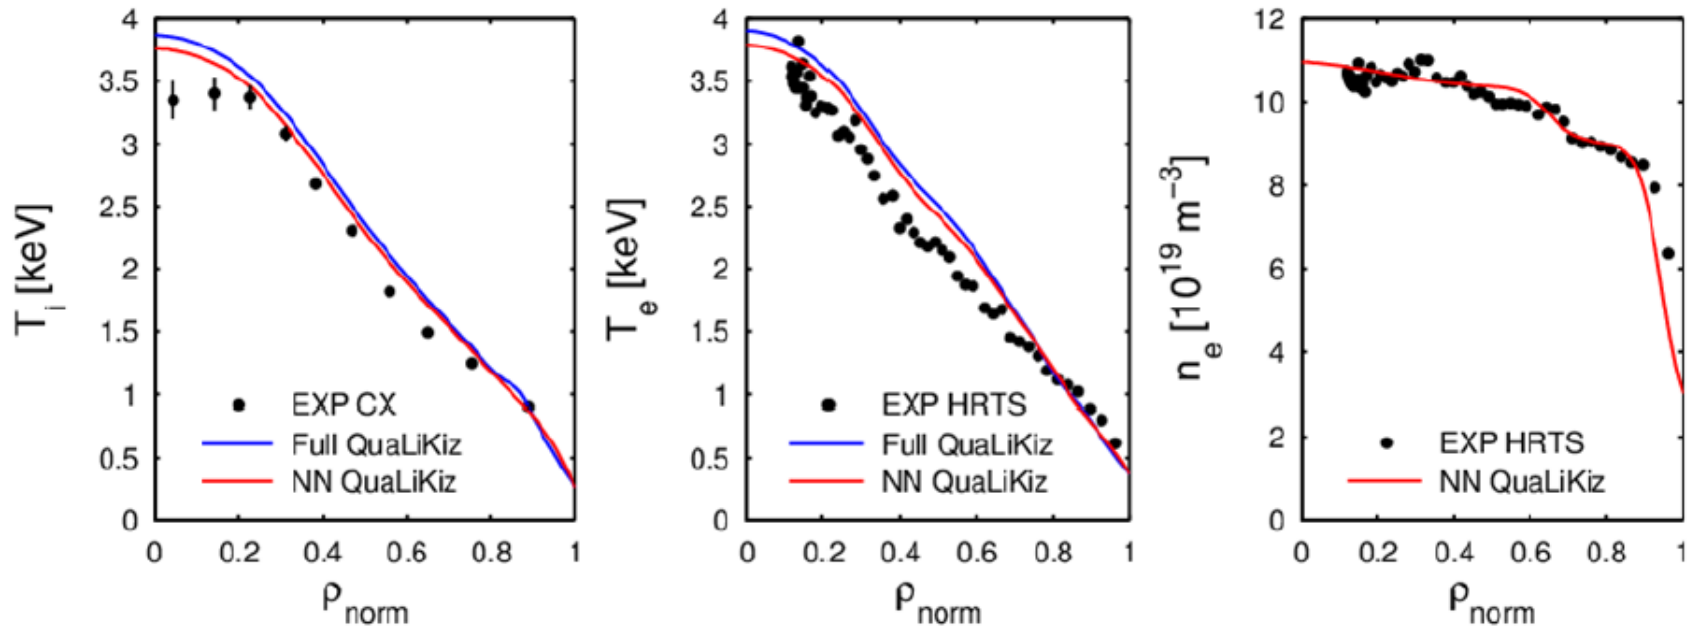 4
3.5
3
2.5
2
1.5
1
0.5
0
T_i [keV]
EXP CX
Full QuaLiKiz
NN QuaLiKiz
0 0.2 0.4 0.6 0.8 1
ρ_norm
4
3.5
3
2.5
2
1.5
1
0.5
0
T_e [keV]
EXP HRTS
Full QuaLiKiz
NN QuaLiKiz
0 0.2 0.4 0.6 0.8 1
ρ_norm
12
10
8
6
4
2
0
n_e [10^19 m^−3]
EXP HRTS
NN QuaLiKiz
0 0.2 0.4 0.6 0.8 1
ρ_norm